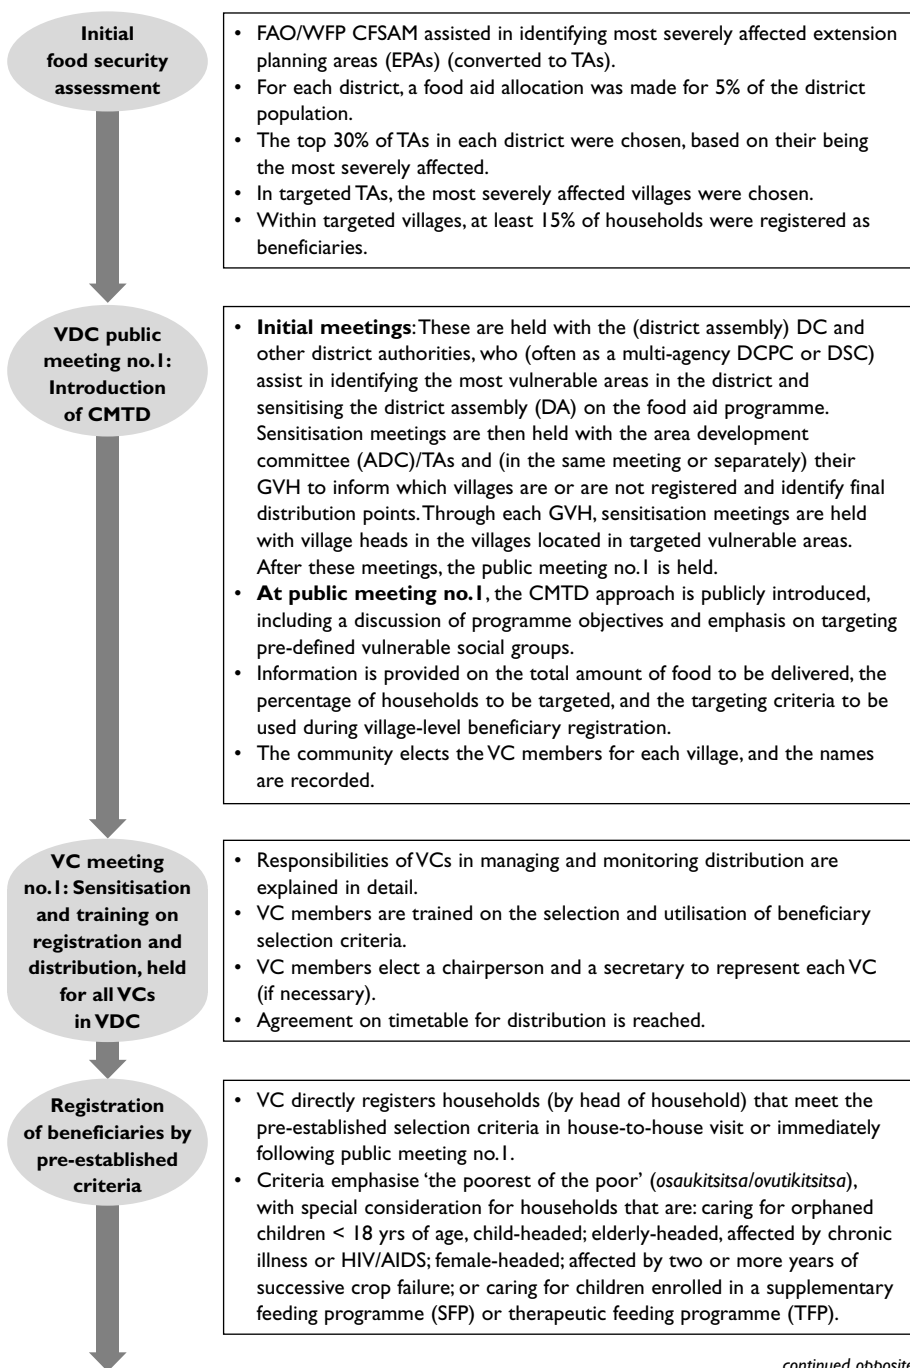 Initial
food security
assessment
• FAO/WFP CFSAM assisted in identifying most severely affected extension
planning areas (EPAs) (converted to TAs).
• For each district, a food aid allocation was made for 5% of the district
population.
• The top 30% of TAs in each district were chosen, based on their being
the most severely affected.
• In targeted TAs, the most severely affected villages were chosen.
• Within targeted villages, at least 15% of households were registered as
beneficiaries.
VDC public
meeting no.1:
Introduction
of CMTD
• Initial meetings: These are held with the (district assembly) DC and
other district authorities, who (often as a multi-agency DCPC or DSC)
assist in identifying the most vulnerable areas in the district and
sensitising the district assembly (DA) on the food aid programme.
Sensitisation meetings are then held with the area development
committee (ADC)/TAs and (in the same meeting or separately) their
GVH to inform which villages are or are not registered and identify final
distribution points. Through each GVH, sensitisation meetings are held
with village heads in the villages located in targeted vulnerable areas.
After these meetings, the public meeting no.1 is held.
• At public meeting no.1, the CMTD approach is publicly introduced,
including a discussion of programme objectives and emphasis on targeting
pre-defined vulnerable social groups.
• Information is provided on the total amount of food to be delivered, the
percentage of households to be targeted, and the targeting criteria to be
used during village-level beneficiary registration.
• The community elects the VC members for each village, and the names
are recorded.
VC meeting
no.1: Sensitisation
and training on
registration and
distribution, held
for all VCs
in VDC
• Responsibilities of VCs in managing and monitoring distribution are
explained in detail.
• VC members are trained on the selection and utilisation of beneficiary
selection criteria.
• VC members elect a chairperson and a secretary to represent each VC
(if necessary).
• Agreement on timetable for distribution is reached.
Registration
of beneficiaries by
pre-established
criteria
• VC directly registers households (by head of household) that meet the
pre-established selection criteria in house-to-house visit or immediately
following public meeting no.1.
• Criteria emphasise ‘the poorest of the poor’ (osaukitsitsa/ovutikitsitsa),
with special consideration for households that are: caring for orphaned
children < 18 yrs of age, child-headed; elderly-headed, affected by chronic
illness or HIV/AIDS; female-headed; affected by two or more years of
successive crop failure; or caring for children enrolled in a supplementary
feeding programme (SFP) or therapeutic feeding programme (TFP).
continued opposite